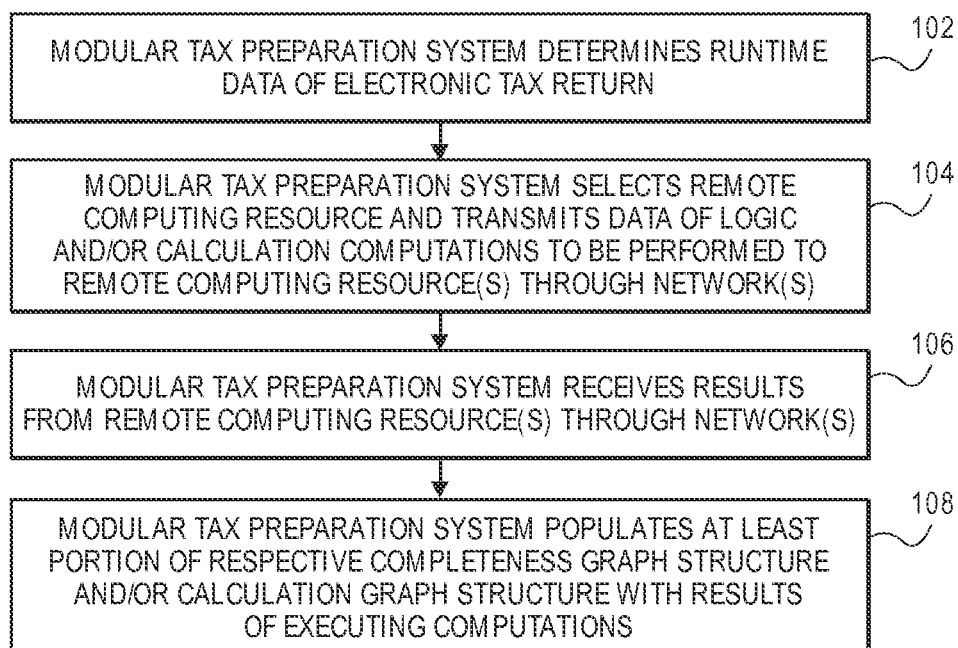 MODULAR TAX PREPARATION SYSTEM DETERMINES RUNTIME
DATA OF ELECTRONIC TAX RETURN
102
MODULAR TAX PREPARATION SYSTEM SELECTS REMOTE
COMPUTING RESOURCE AND TRANSMITS DATA OF LOGIC
AND/OR CALCULATION COMPUTATIONS TO BE PERFORMED TO
REMOTE COMPUTING RESOURCE(S) THROUGH NETWORK(S)
104
MODULAR TAX PREPARATION SYSTEM RECEIVES RESULTS
FROM REMOTE COMPUTING RESOURCE(S) THROUGH NETWORK(S)
106
MODULAR TAX PREPARATION SYSTEM POPULATES AT LEAST
PORTION OF RESPECTIVE COMPLETENESS GRAPH STRUCTURE
AND/OR CALCULATION GRAPH STRUCTURE WITH RESULTS
OF EXECUTING COMPUTATIONS
108